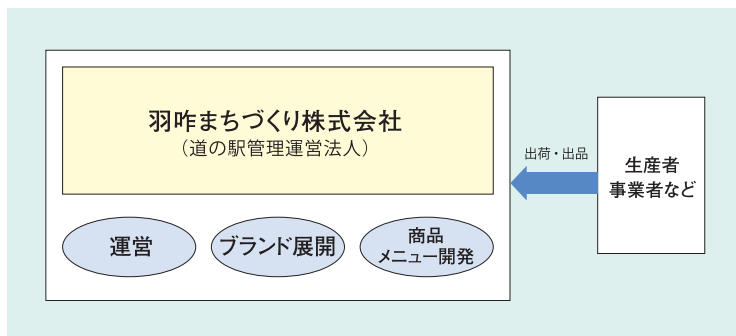 羽咋まちづくり株式会社
（道の駅管理運営法人）
運営
ブランド展開
商品
メニュー開発
出荷・出品
生産者
事業者など